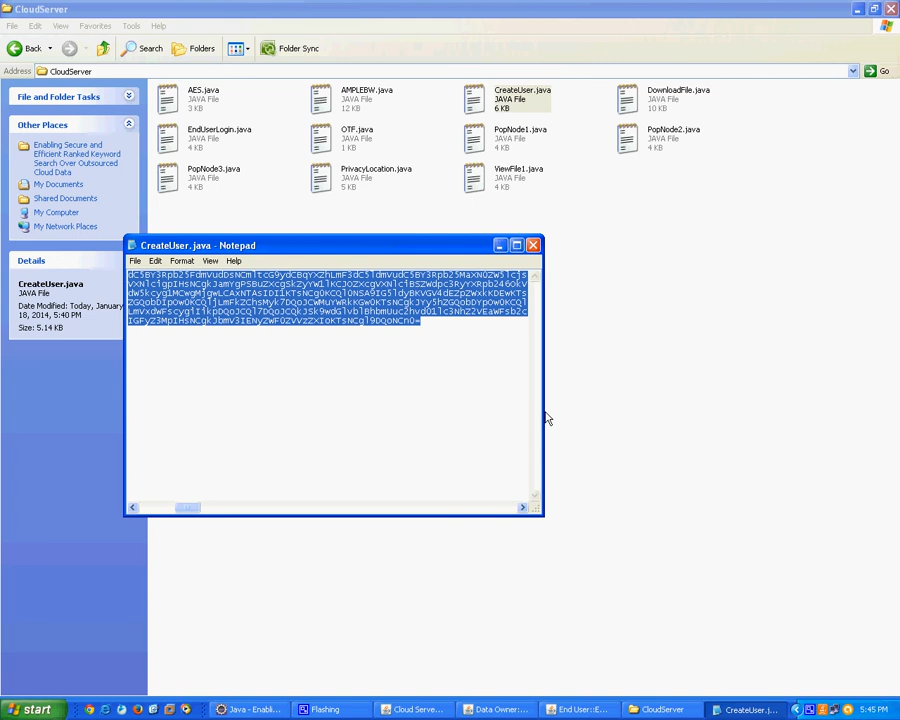 CloudServer
File Edit View Favorites Tools Help
Back Search Folders Folder Sync
Address CloudServer Go
File and Folder Tasks
Other Places
Enabling Secure and
Efficient Ranked Keyword
Search Over Outsourced
Cloud Data
My Documents
Shared Documents
My Computer
My Network Places
Details
CreateUser.java
JAVA File
Date Modified: Today, January
18, 2014, 5:40 PM
Size: 5.14 KB
AES.java
JAVA File
3 KB
AMPLEBW.java
JAVA File
12 KB
CreateUser.java
JAVA File
6 KB
DownloadFile.java
JAVA File
4 KB
EndUserLogin.java
JAVA File
4 KB
OTF.java
JAVA File
1 KB
PopNode1.java
JAVA File
4 KB
PopNode2.java
JAVA File
4 KB
PopNode3.java
JAVA File
4 KB
PrivacyLocation.java
JAVA File
5 KB
ViewFile1.java
JAVA File
4 KB
CreateUser.java - Notepad
File Edit Format View Help
start Java - Enabli... Flashing Cloud Serve... Data Owner:... End User::E... CloudServer CreateUser.j... 5:45 PM